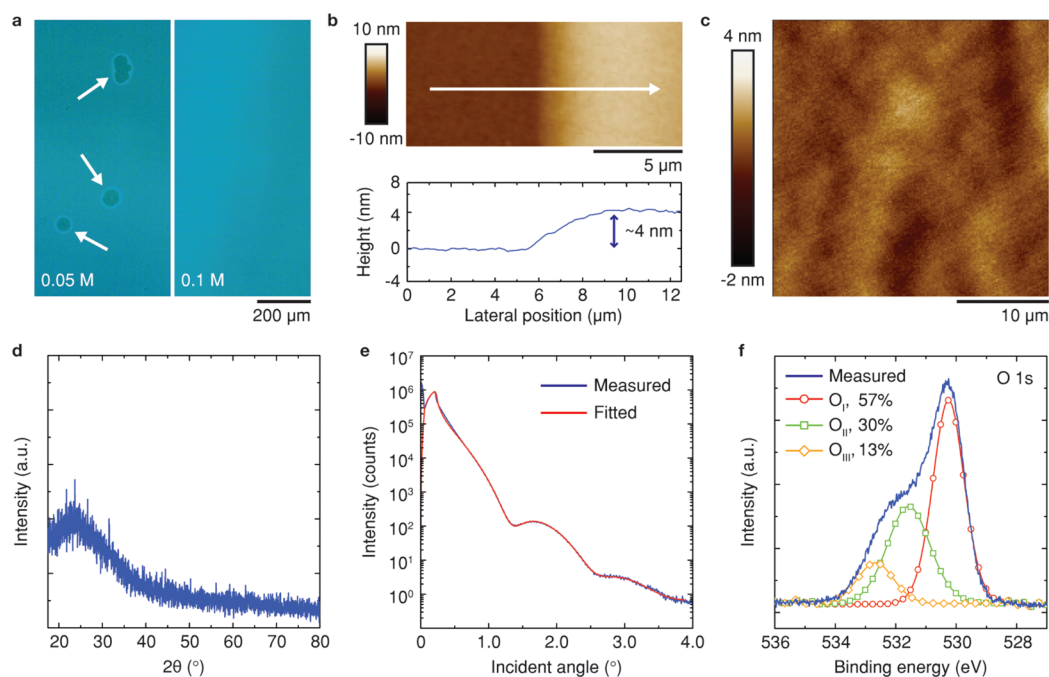 a
0.05 M
0.1 M
200 µm
b
10 nm
-10 nm
5 µm
Height (nm)
8
4
0
-4
~4 nm
0 2 4 6 8 10 12
Lateral position (µm)
c
4 nm
-2 nm
10 µm
d
Intensity (a.u.)
20 30 40 50 60 70 80
2θ (°)
e
Intensity (counts)
10⁷
10⁶
10⁵
10⁴
10³
10²
10¹
10⁰
Measured
Fitted
0 1.0 2.0 3.0 4.0
Incident angle (°)
f
Intensity (a.u.)
Measured
O_I, 57%
O_II, 30%
O_III, 13%
O 1s
536 534 532 530 528
Binding energy (eV)